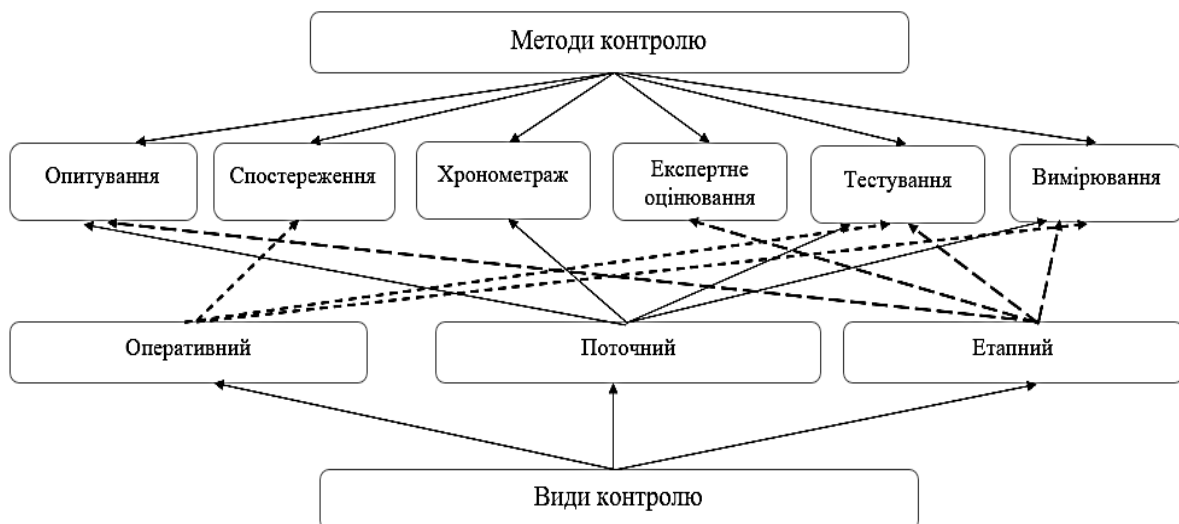 Методи контролю
Опитування
Спостереження
Хронометраж
Експертне
оцінювання
Тестування
Вимірювання
Оперативний
Поточний
Етапний
Види контролю